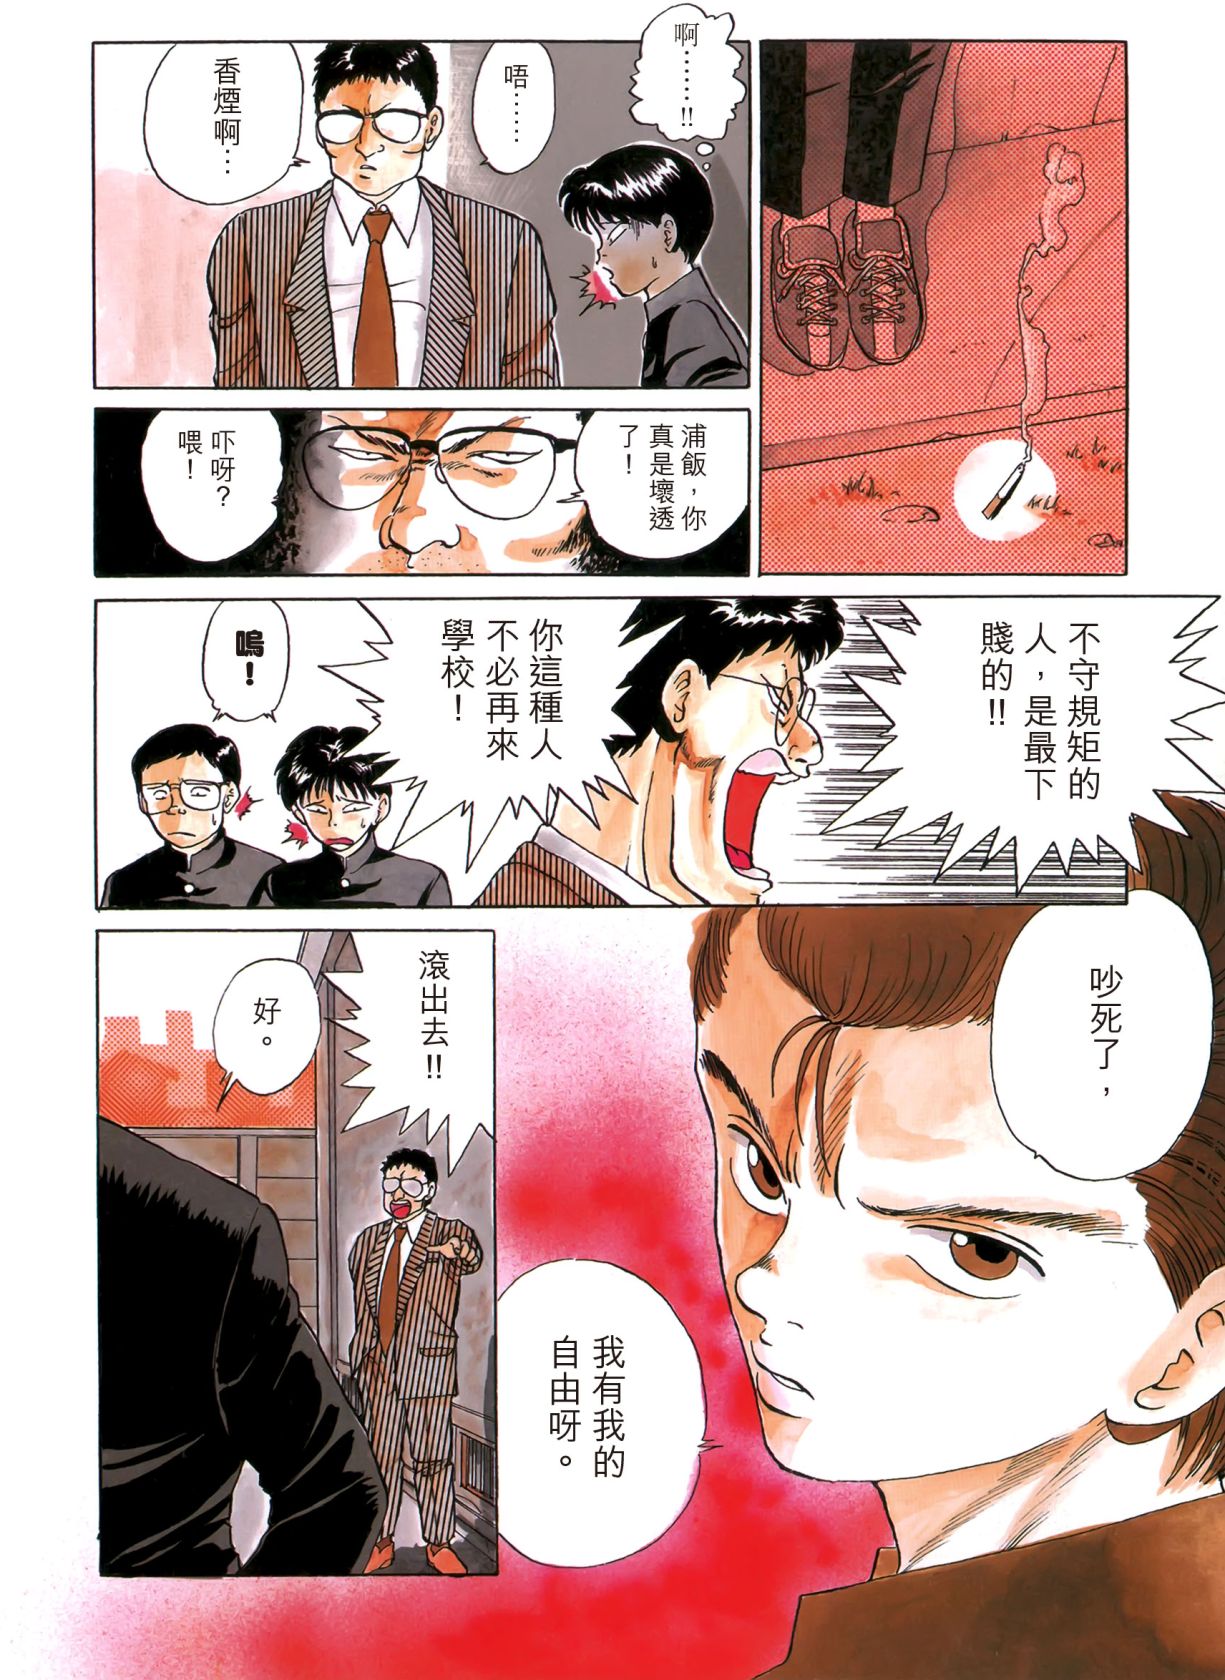 啊⋯⋯⋯!!
唔⋯⋯⋯
香煙啊⋯
浦飯，你
真是壞透
了！
吓呀？
喂！
不守規矩的
人，是最下
賤的!!
你這種人
不必再來
學校！
嗚！
吵死了，
我有我的
自由呀。
滾出去!!
好。